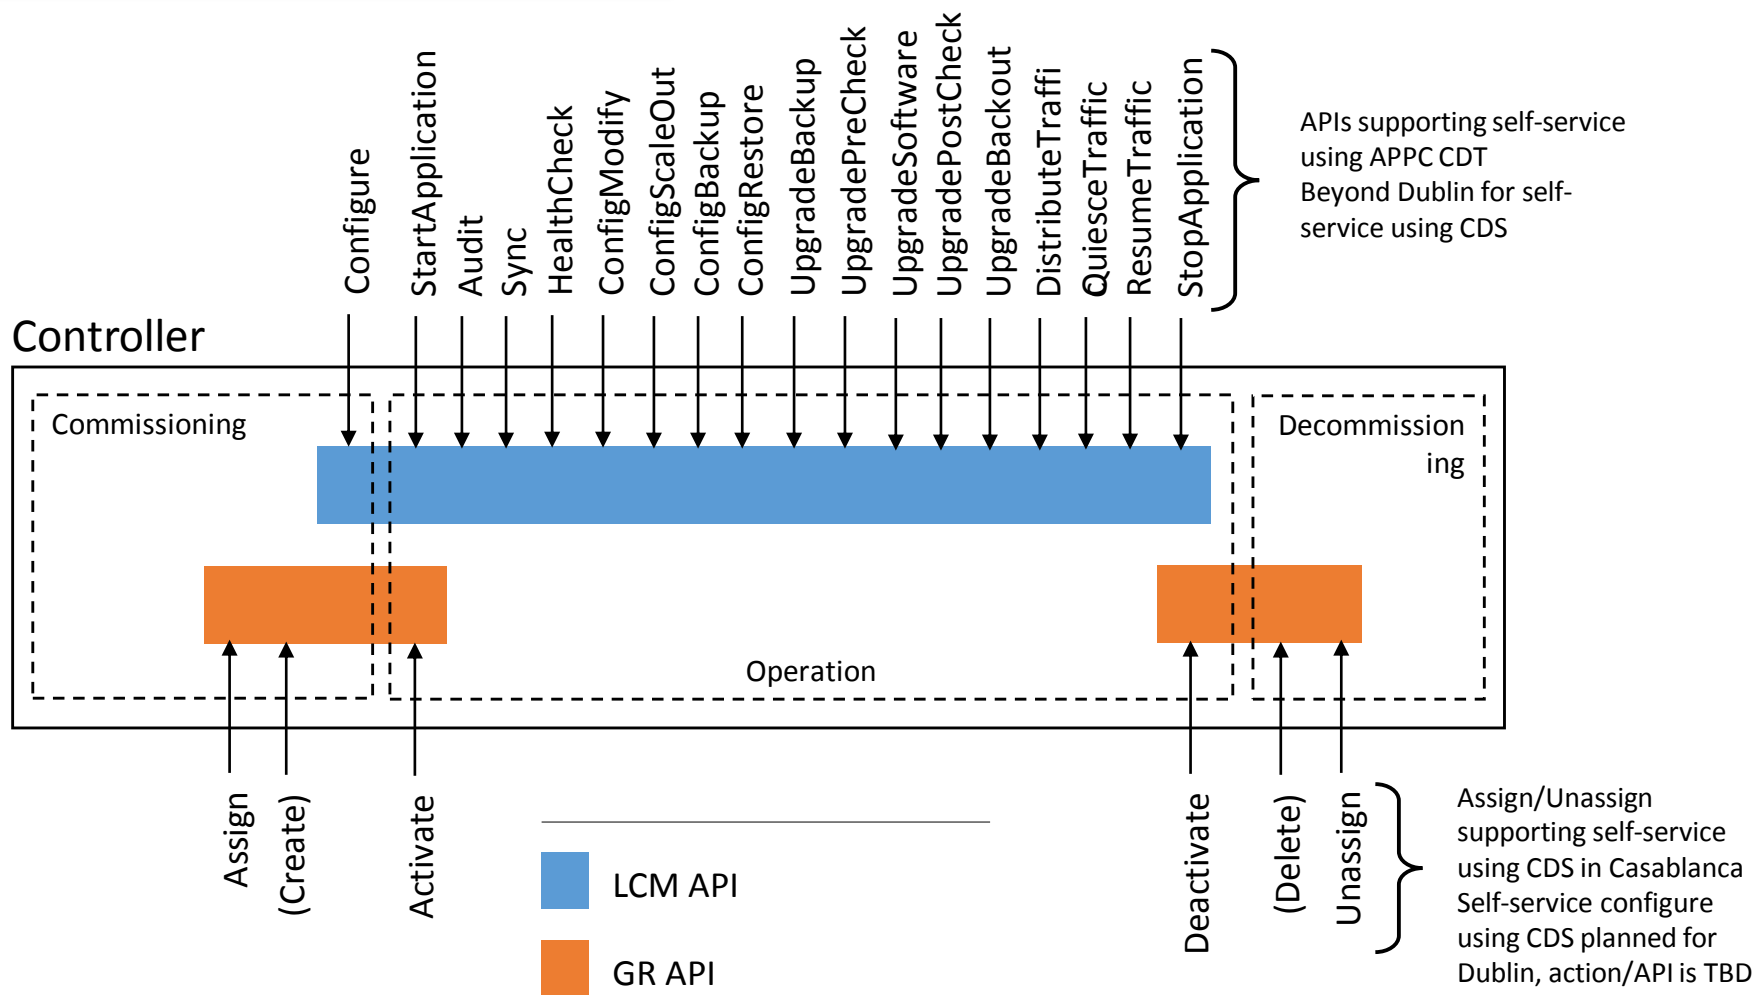 Configure
StartApplication
Audit
Sync
HealthCheck
ConfigModify
ConfigScaleOut
ConfigBackup
ConfigRestore
UpgradeBackup
UpgradePreCheck
UpgradeSoftware
UpgradePostCheck
UpgradeBackout
DistributeTraffi
QuiesceTraffic
ResumeTraffic
StopApplication
APIs supporting self-service
using APPC CDT
Beyond Dublin for self-
service using CDS
Controller
Commissioning
Decommission
ing
Operation
Assign
(Create)
Activate
Deactivate
(Delete)
Unassign
Assign/Unassign
supporting self-service
using CDS in Casablanca
Self-service configure
using CDS planned for
Dublin, action/API is TBD
LCM API
GR API